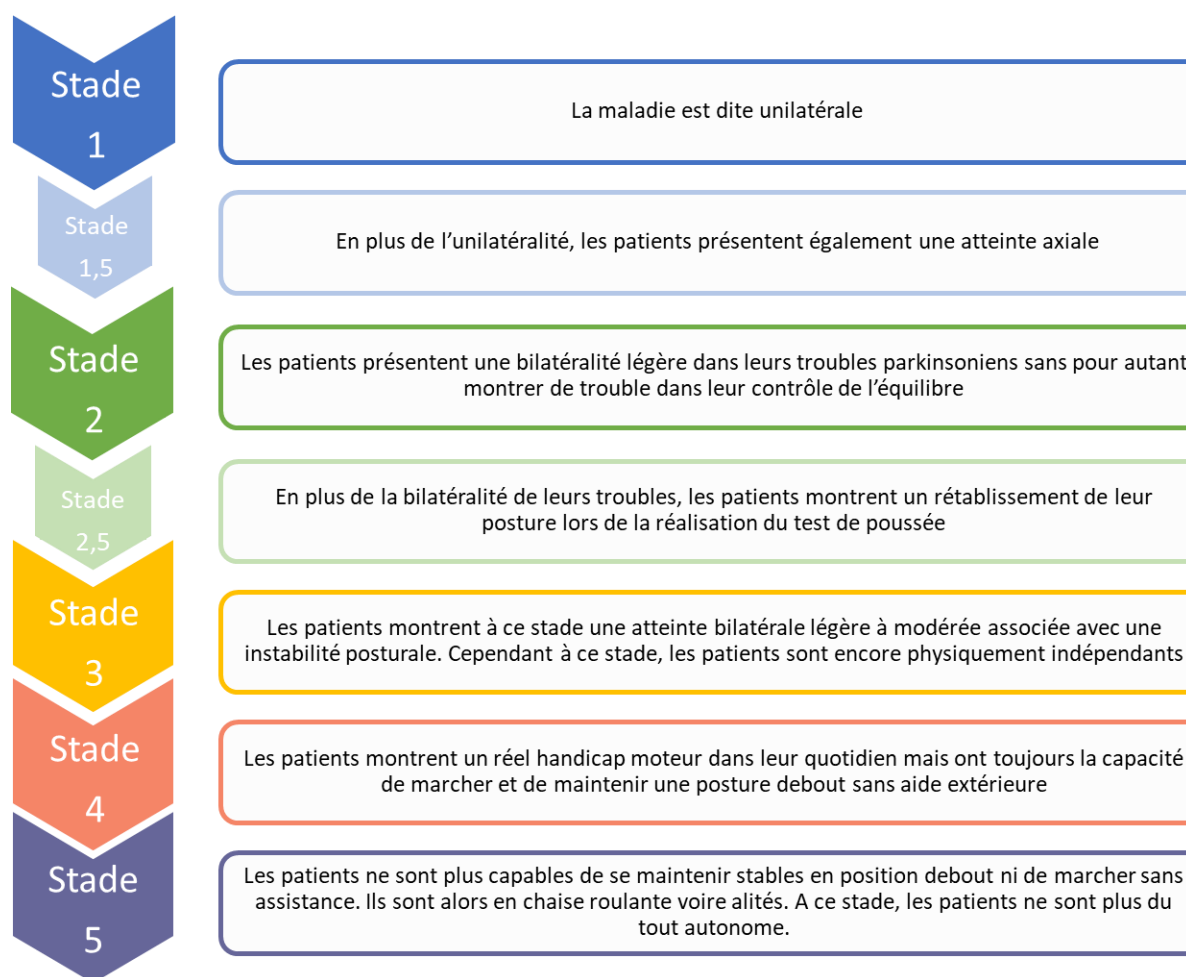 Stade
1
La maladie est dite unilatérale
Stade
1,5
En plus de l'unilatéralité, les patients présentent également une atteinte axiale
Stade
2
Les patients présentent une bilatéralité légère dans leurs troubles parkinsoniens sans pour autant
montrer de trouble dans leur contrôle de l'équilibre
Stade
2,5
En plus de la bilatéralité de leurs troubles, les patients montrent un rétablissement de leur
posture lors de la réalisation du test de poussée
Stade
3
Les patients montrent à ce stade une atteinte bilatérale légère à modérée associée avec une
instabilité posturale. Cependant à ce stade, les patients sont encore physiquement indépendants
Stade
4
Les patients montrent un réel handicap moteur dans leur quotidien mais ont toujours la capacité
de marcher et de maintenir une posture debout sans aide extérieure
Stade
5
Les patients ne sont plus capables de se maintenir stables en position debout ni de marcher sans
assistance. Ils sont alors en chaise roulante voire alités. A ce stade, les patients ne sont plus du
tout autonome.